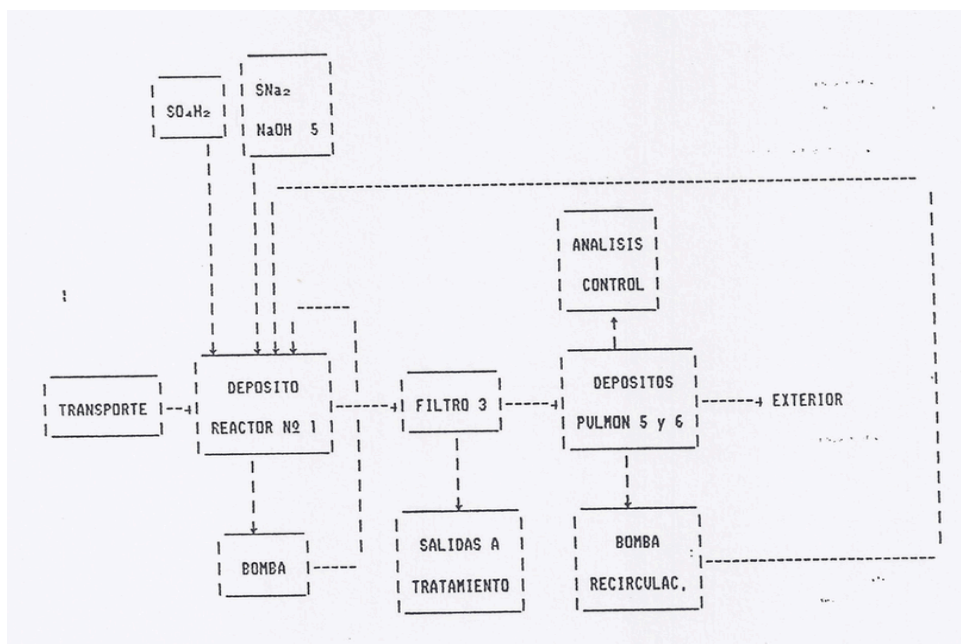 SO₄H₂
SNa₂
NaOH 5
ANALISIS
CONTROL
TRANSPORTE
DEPOSITO
REACTOR Nº 1
FILTRO 3
DEPOSITOS
PULMON 5 y 6
EXTERIOR
BOMBA
SALIDAS A
TRATAMIENTO
BOMBA
RECIRCULAC.